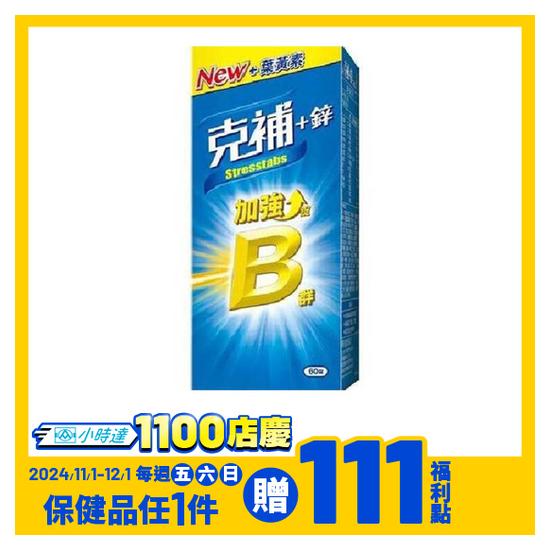 New+葉黃素
克補+鋅
Stresstabs
加強
B
群
60錠
小時達 1100店慶
2024/11/1-12/1 每週五六日
保健品任1件 贈 111 福利點